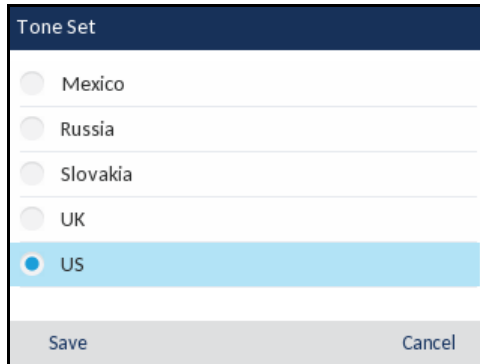 Tone Set
Mexico
Russia
Slovakia
UK
US
Save Cancel